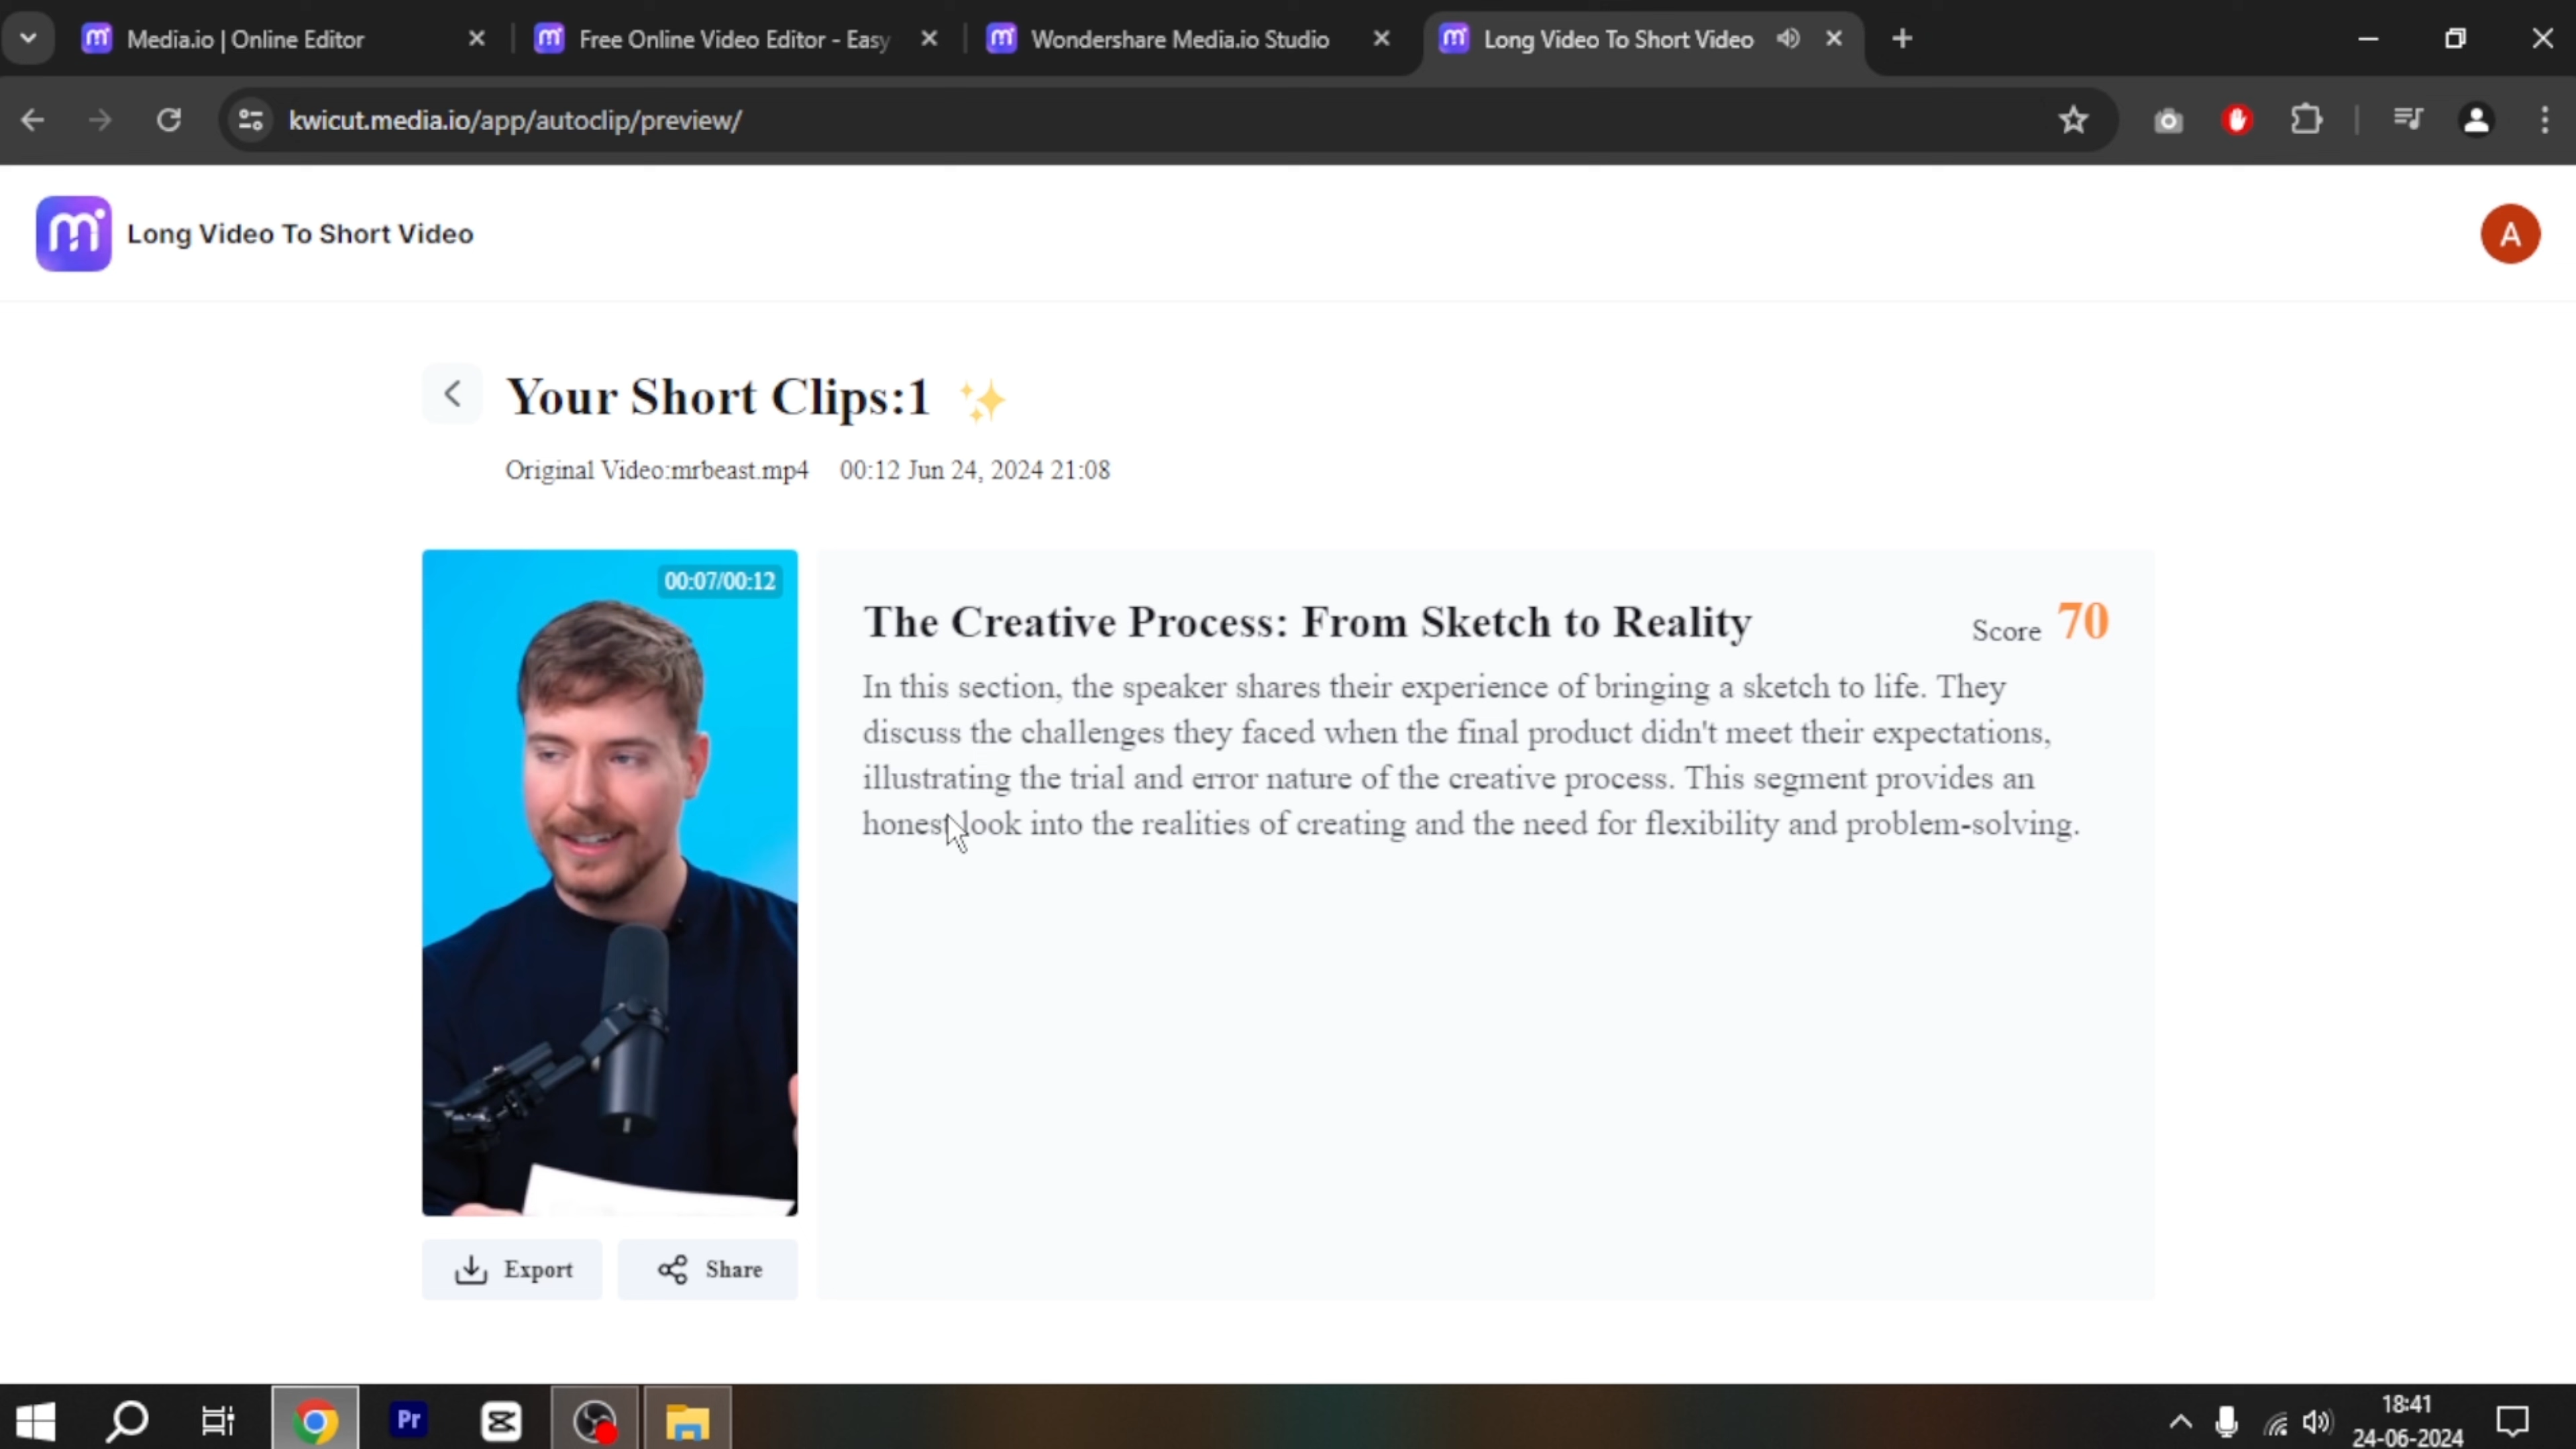 Media.io | Online Editor
Free Online Video Editor - Easy
Wondershare Media.io Studio
Long Video To Short Video
kwicut.media.io/app/autoclip/preview/
Long Video To Short Video
A
Your Short Clips:1
Original Video:mrbeast.mp4 00:12 Jun 24, 2024 21:08
00:07/00:12
The Creative Process: From Sketch to Reality
Score 70
In this section, the speaker shares their experience of bringing a sketch to life. They
discuss the challenges they faced when the final product didn't meet their expectations,
illustrating the trial and error nature of the creative process. This segment provides an
honest look into the realities of creating and the need for flexibility and problem-solving.
Export
Share
Pr
18:41
24-06-2024